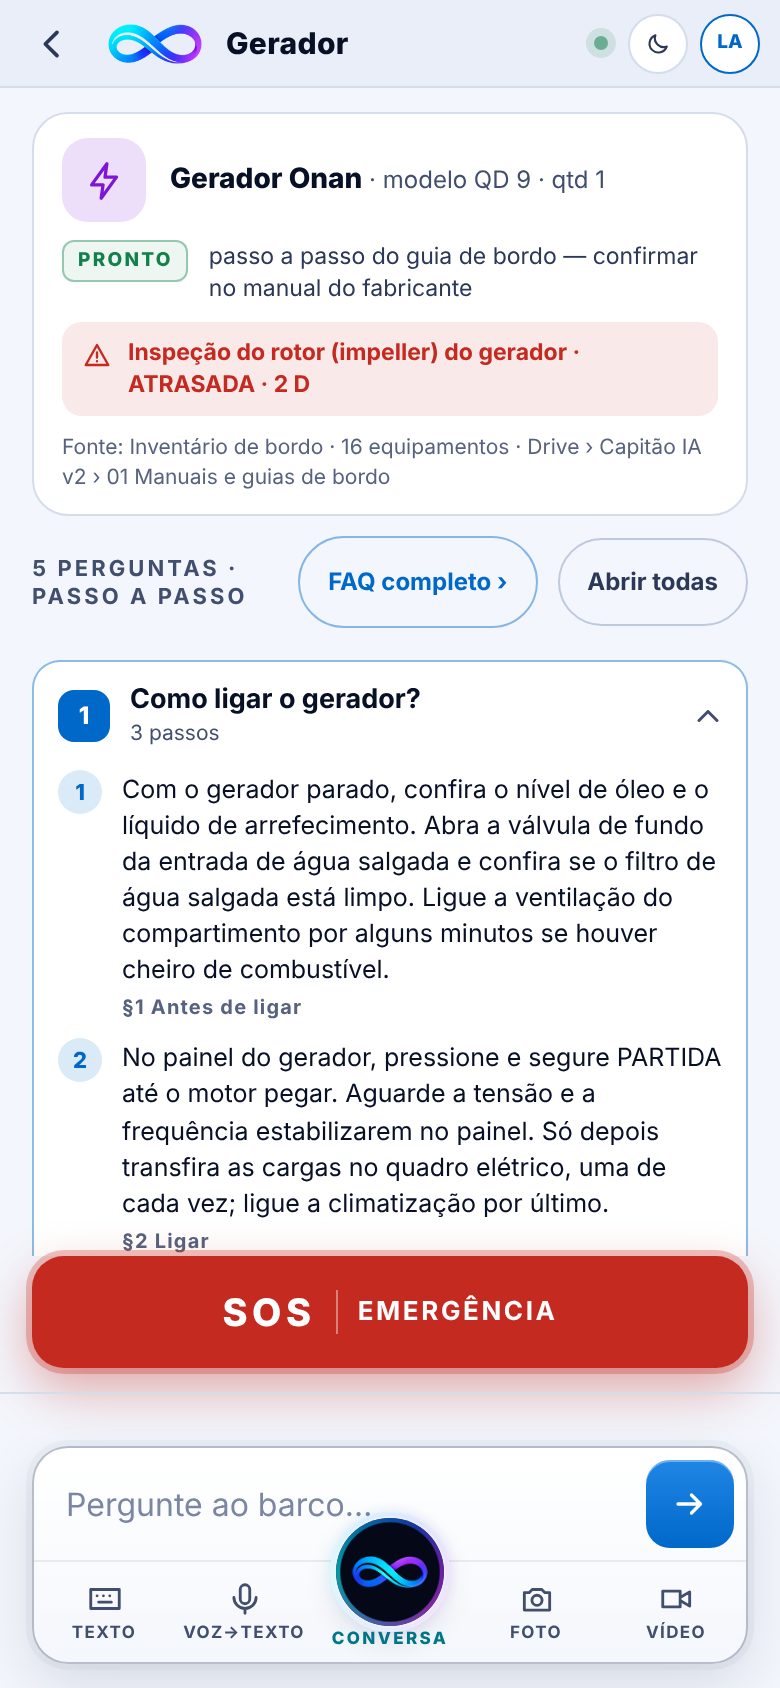 Gerador
LA
Gerador Onan · modelo QD 9 · qtd 1
PRONTO
passo a passo do guia de bordo — confirmar
no manual do fabricante
Inspeção do rotor (impeller) do gerador ·
ATRASADA · 2 D
Fonte: Inventário de bordo · 16 equipamentos · Drive › Capitão IA
v2 › 01 Manuais e guias de bordo
5 PERGUNTAS ·
PASSO A PASSO
FAQ completo ›
Abrir todas
1
Como ligar o gerador?
3 passos
1
Com o gerador parado, confira o nível de óleo e o
líquido de arrefecimento. Abra a válvula de fundo
da entrada de água salgada e confira se o filtro de
água salgada está limpo. Ligue a ventilação do
compartimento por alguns minutos se houver
cheiro de combustível.
§1 Antes de ligar
2
No painel do gerador, pressione e segure PARTIDA
até o motor pegar. Aguarde a tensão e a
frequência estabilizarem no painel. Só depois
transfira as cargas no quadro elétrico, uma de
cada vez; ligue a climatização por último.
§2 Ligar
SOS
EMERGÊNCIA
Pergunte ao barco...
TEXTO
VOZ→TEXTO
CONVERSA
FOTO
VÍDEO